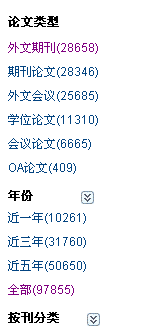 论文类型
外文期刊(28658)
期刊论文(28346)
外文会议(25685)
学位论文(11310)
会议论文(6665)
OA论文(409)
年份
近一年(10261)
近三年(31760)
近五年(50650)
全部(97855)
按刊分类